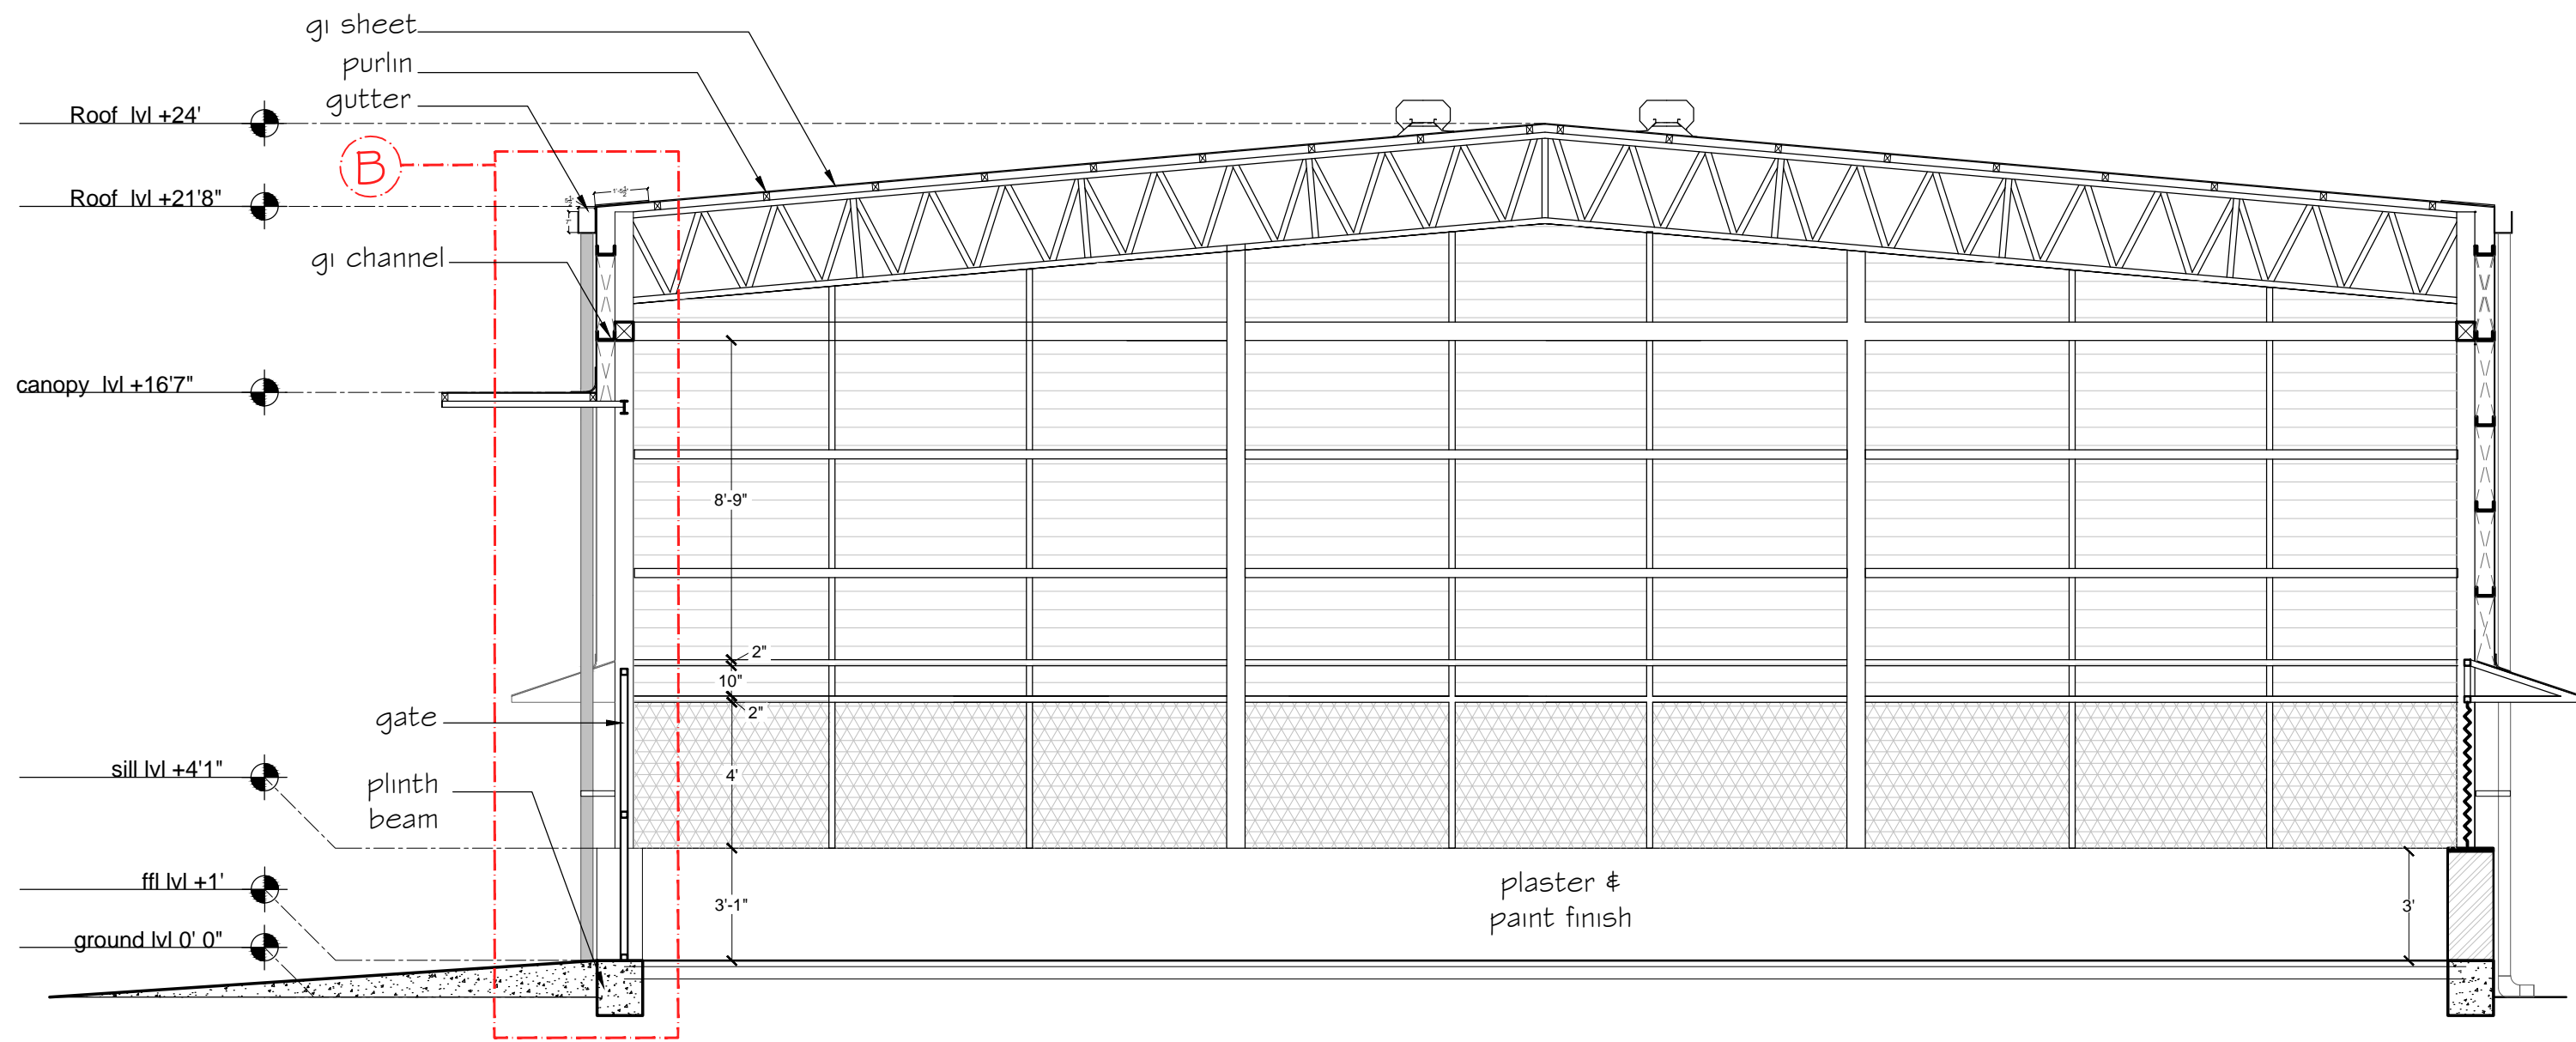 gi sheet
purlin
gutter
Roof lvl +24'
B
Roof lvl +21'8"
gi channel
canopy lvl +16'7"
8'-9"
2"
10"
2"
gate
sill lvl +4'1"
4'
plinth
beam
ffl lvl +1'
3'-1"
plaster &
paint finish
3'
ground lvl 0' 0"